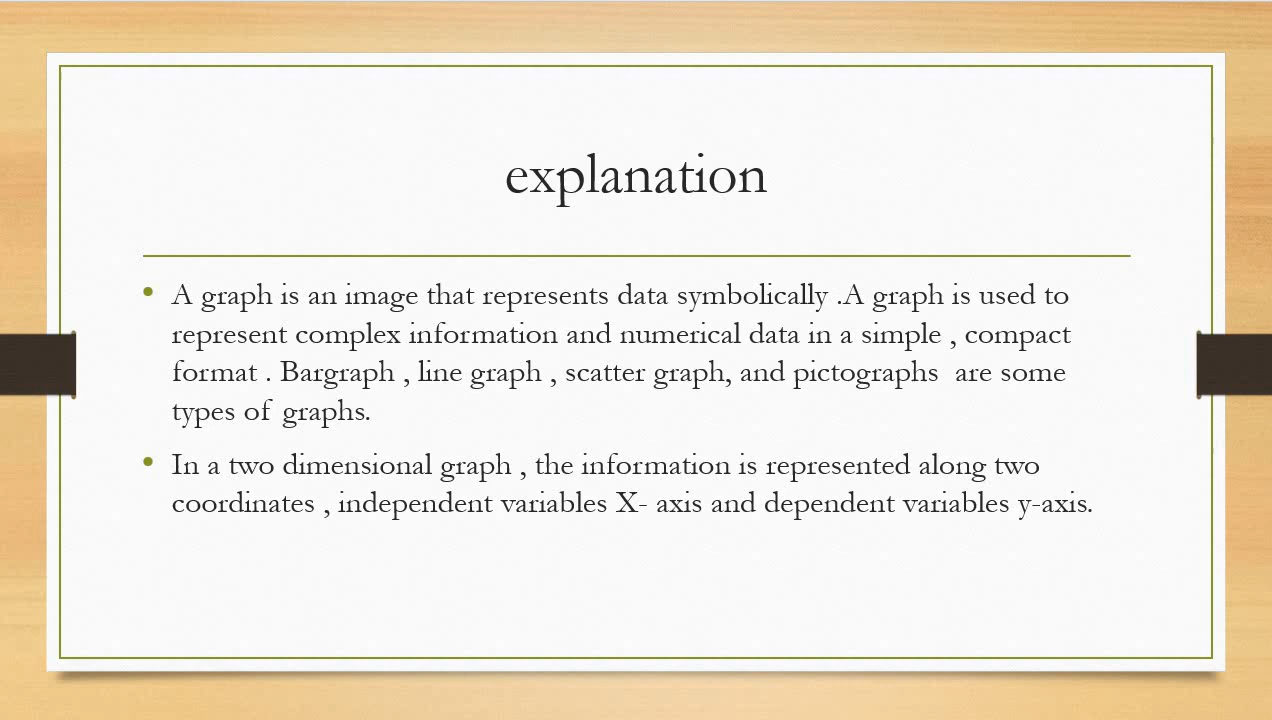 explanation
• A graph is an image that represents data symbolically .A graph is used to
represent complex information and numerical data in a simple , compact
format . Bargraph , line graph , scatter graph, and pictographs  are some
types of graphs.
• In a two dimensional graph , the information is represented along two
coordinates , independent variables X- axis and dependent variables y-axis.